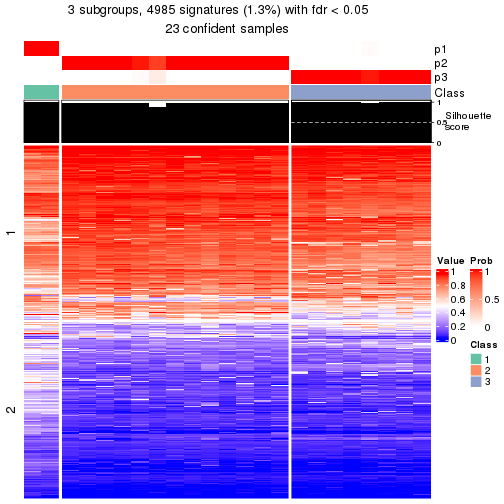 3 subgroups, 4985 signatures (1.3%) with fdr < 0.05
23 confident samples
p1
p2
p3
Class
1
0.5
0
Silhouette
score
1
2
Value
1
0.8
0.6
0.4
0.2
0
Prob
1
0.5
0
Class
1
2
3